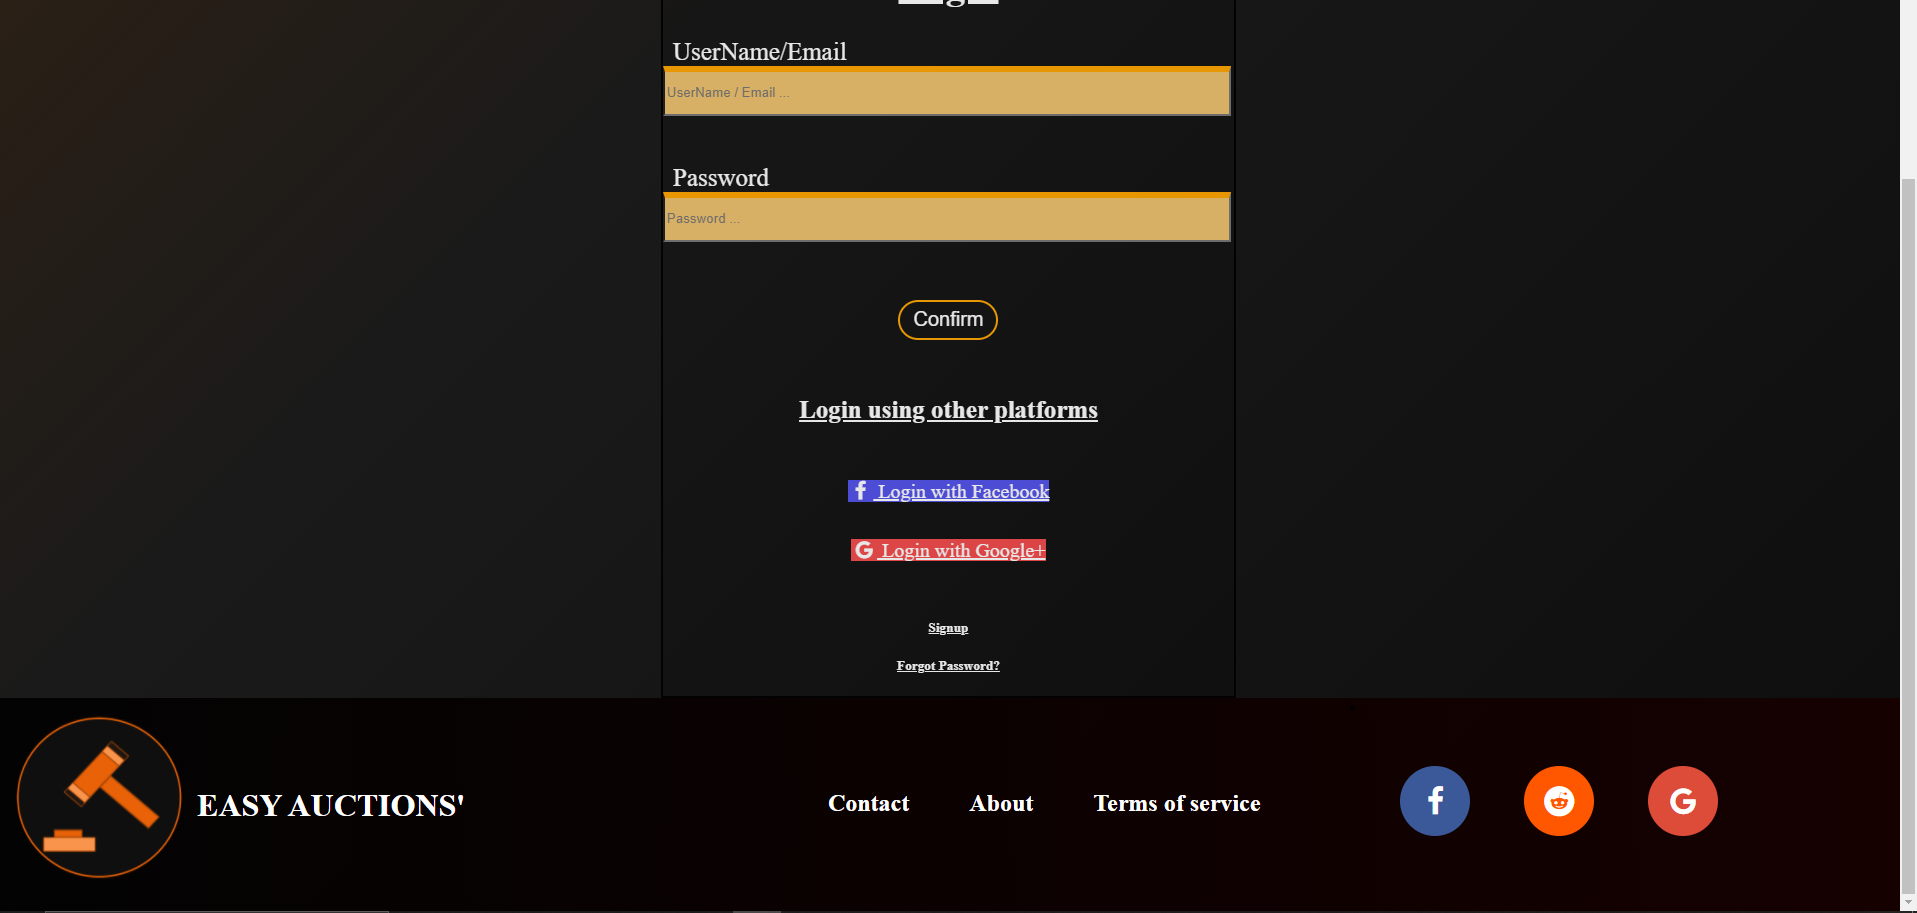 UserName/Email
UserName / Email ...
Password
Password ...
Confirm
Login using other platforms
Login with Facebook
Login with Google+
Signup
Forgot Password?
EASY AUCTIONS'
Contact
About
Terms of service